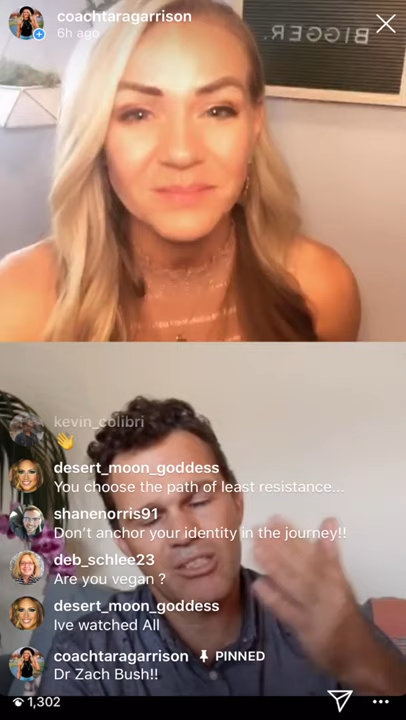 coachtaragarrison
6h ago
BIGGER.
kevin_colibri
👋
desert_moon_goddess
You choose the path of least resistance...
shanenorris91
Don't anchor your identity in the journey!!
deb_schlee23
Are you vegan ?
desert_moon_goddess
Ive watched All
coachtaragarrison 📌 PINNED
Dr Zach Bush!!
1,302